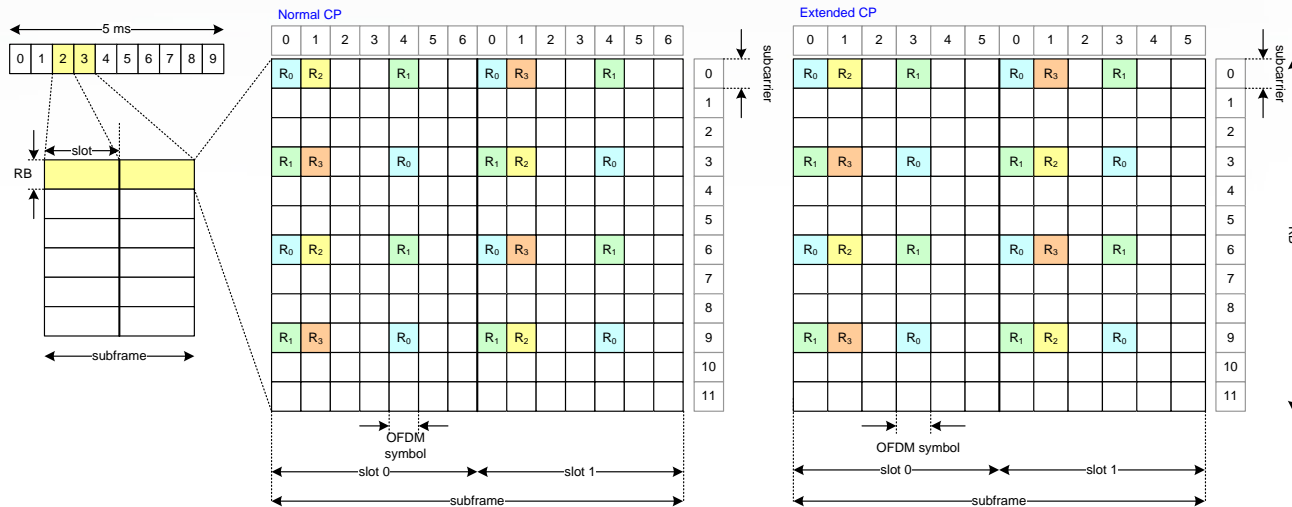 5 ms
0 1 2 3 4 5 6 7 8 9
slot
RB
subframe
Normal CP
0 1 2 3 4 5 6 0 1 2 3 4 5 6
subcarrier
R₀ R₂ R₁ R₀ R₃ R₁ 0
1
2
R₁ R₃ R₀ R₁ R₂ R₀ 3
4
5
R₀ R₂ R₁ R₀ R₃ R₁ 6
7
8
R₁ R₃ R₀ R₁ R₂ R₀ 9
10
11
OFDM
symbol
slot 0 slot 1
subframe
Extended CP
0 1 2 3 4 5 0 1 2 3 4 5
subcarrier
R₀ R₂ R₁ R₀ R₃ R₁ 0
1
2
R₁ R₃ R₀ R₁ R₂ R₀ 3
4
5
R₀ R₂ R₁ R₀ R₃ R₁ 6
7
8
R₁ R₃ R₀ R₁ R₂ R₀ 9
10
11
OFDM symbol
slot 0 slot 1
subframe